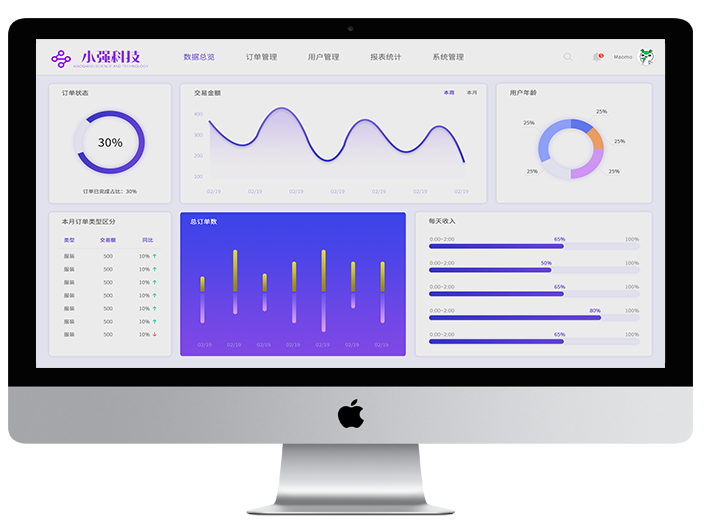 小强科技
数据总览 订单管理 用户管理 报表统计 系统管理
Maomo
订单状态
30%
订单已完成占比：30%
交易金额
本周 本月
400
300
200
100
02/19 02/19 02/19 02/19 02/19 02/19 02/19
用户年龄
25%
25%
25%
25%
25%
本月订单类型区分
类型 交易额 同比
服装 500 10%
服装 500 10%
服装 500 10%
服装 500 10%
服装 500 10%
服装 500 10%
服装 500 10%
总订单数
02/19 02/19 02/19 02/19 02/19 02/19 02/19
每天收入
0:00-2:00 65% 100%
0:00-2:00 50% 100%
0:00-2:00 65% 100%
0:00-2:00 80% 100%
0:00-2:00 65% 100%